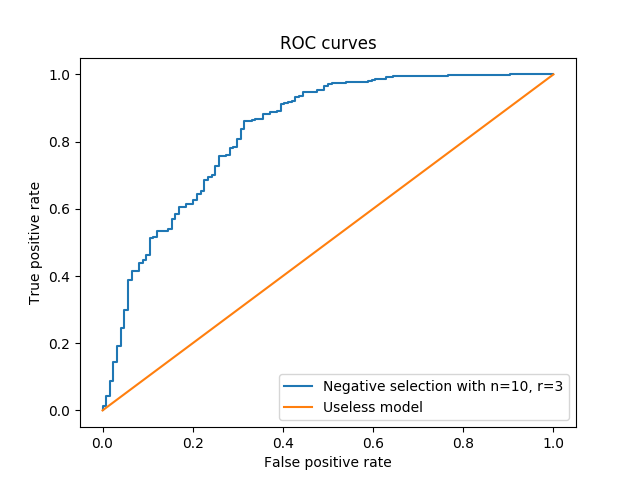 ROC curves
True positive rate
1.0
0.8
0.6
0.4
0.2
0.0
Negative selection with n=10, r=3
Useless model
0.0 0.2 0.4 0.6 0.8 1.0
False positive rate